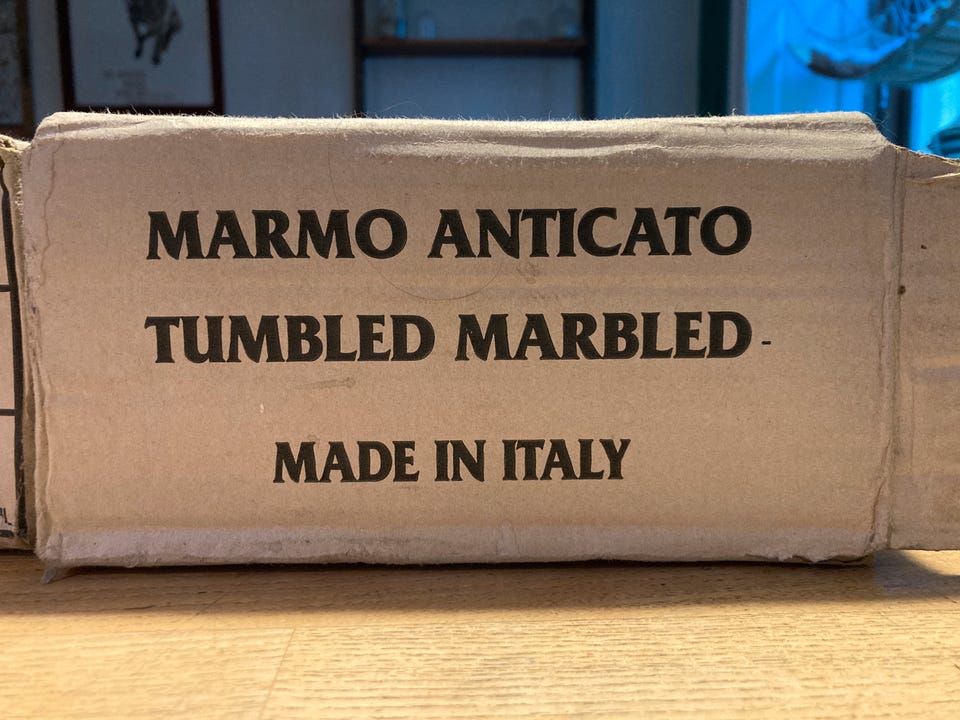 MARMO ANTICATO
TUMBLED MARBLED-
MADE IN ITALY